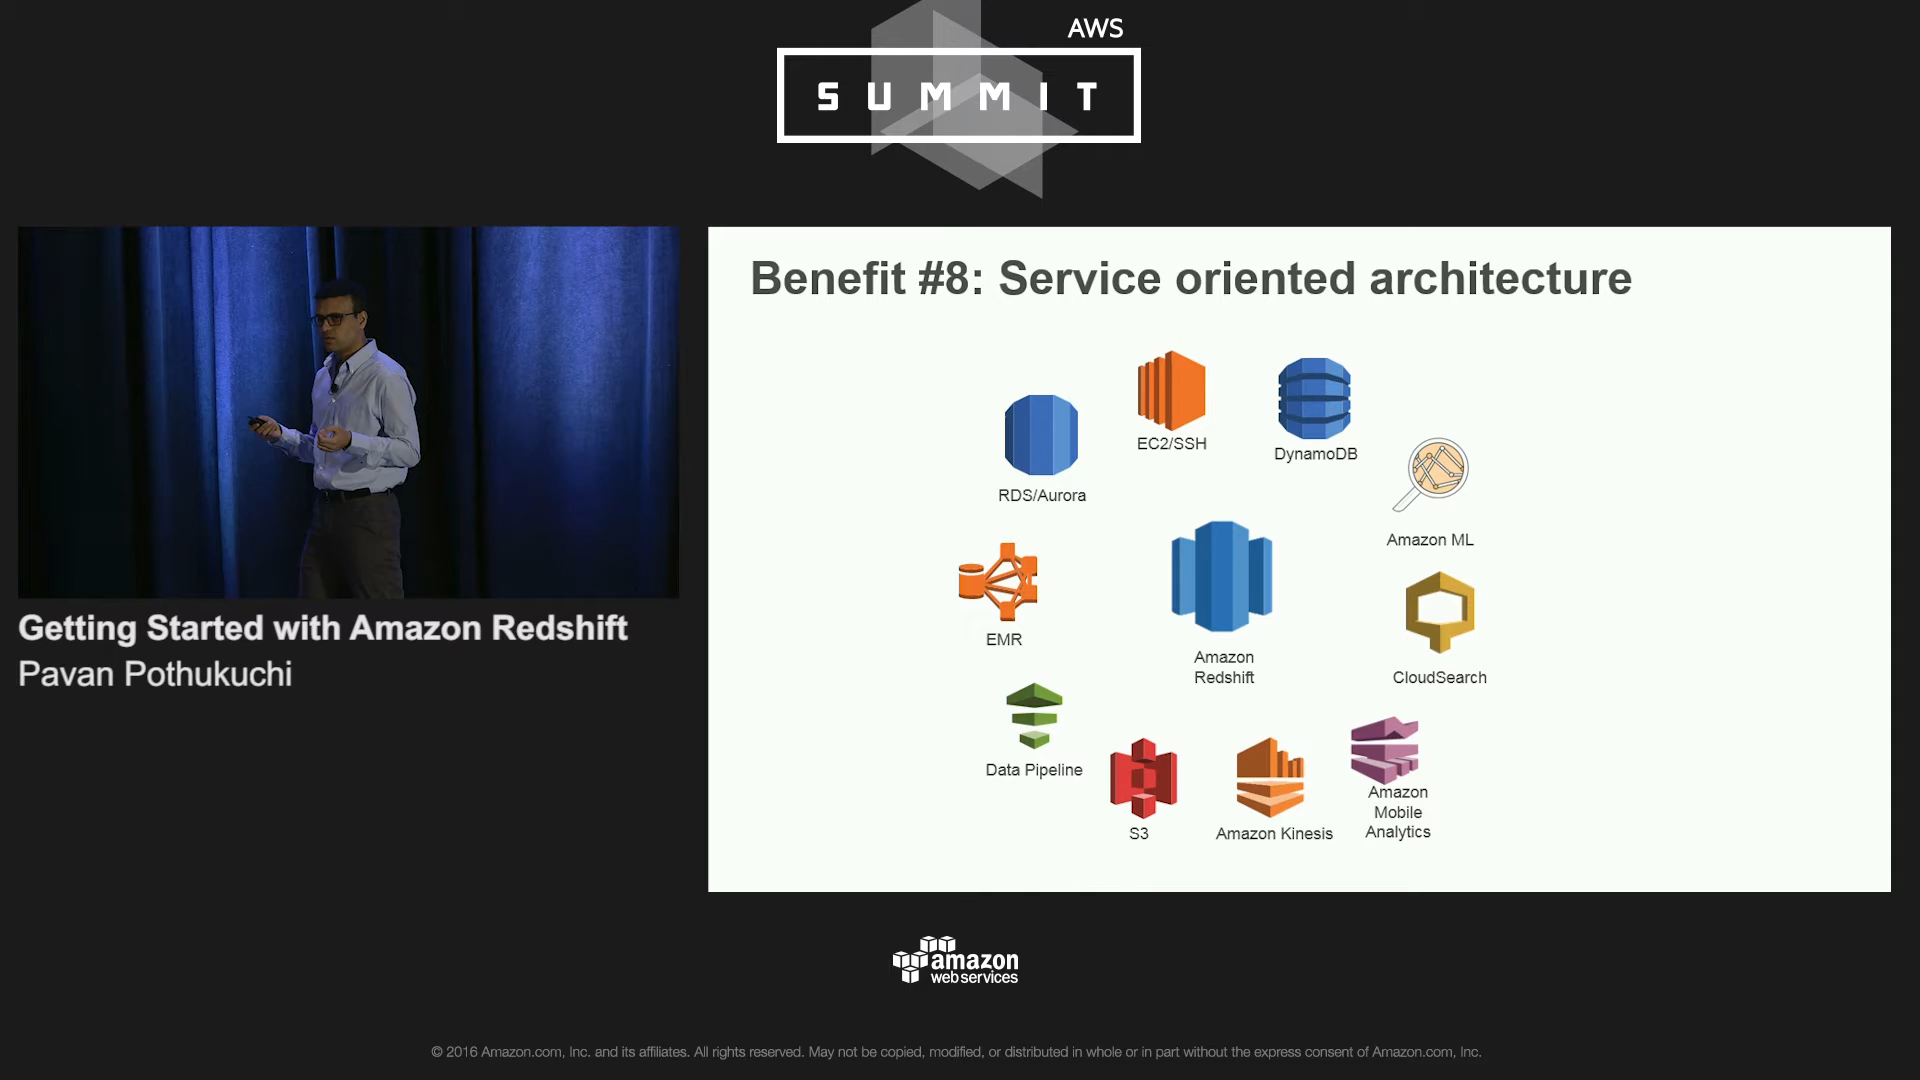 AWS
SUMMIT
Benefit #8: Service oriented architecture
EC2/SSH
DynamoDB
RDS/Aurora
Amazon ML
EMR
Amazon
Redshift
CloudSearch
Data Pipeline
S3
Amazon Kinesis
Amazon
Mobile
Analytics
Getting Started with Amazon Redshift
Pavan Pothukuchi
amazon
webservices
© 2016 Amazon.com, Inc. and its affiliates. All rights reserved. May not be copied, modified, or distributed in whole or in part without the express consent of Amazon.com, Inc.